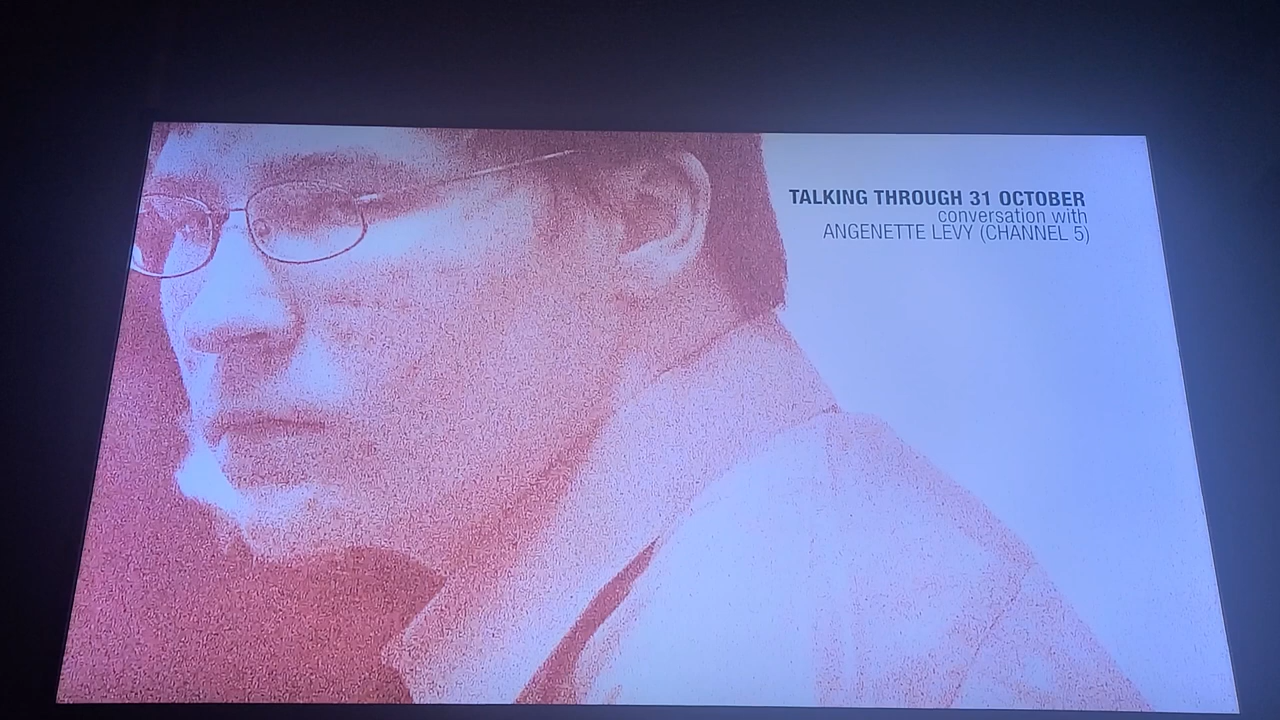 TALKING THROUGH 31 OCTOBER
conversation with
ANGENETTE LEVY (CHANNEL 5)